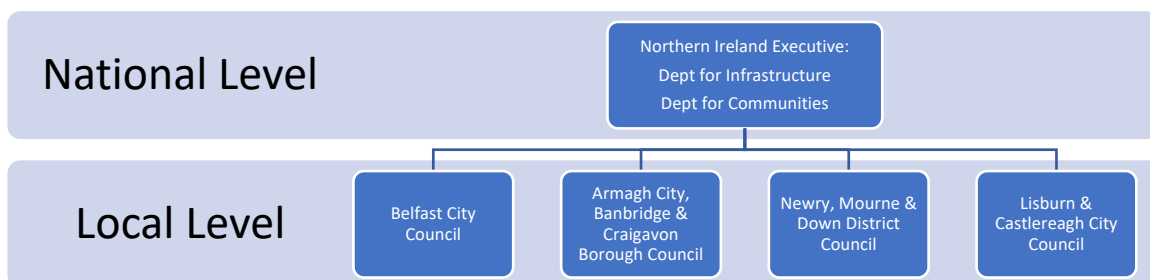 National Level
Northern Ireland Executive:
Dept for Infrastructure
Dept for Communities
Local Level
Belfast City
Council
Armagh City,
Banbridge &
Craigavon
Borough Council
Newry, Mourne &
Down District
Council
Lisburn &
Castlereagh City
Council